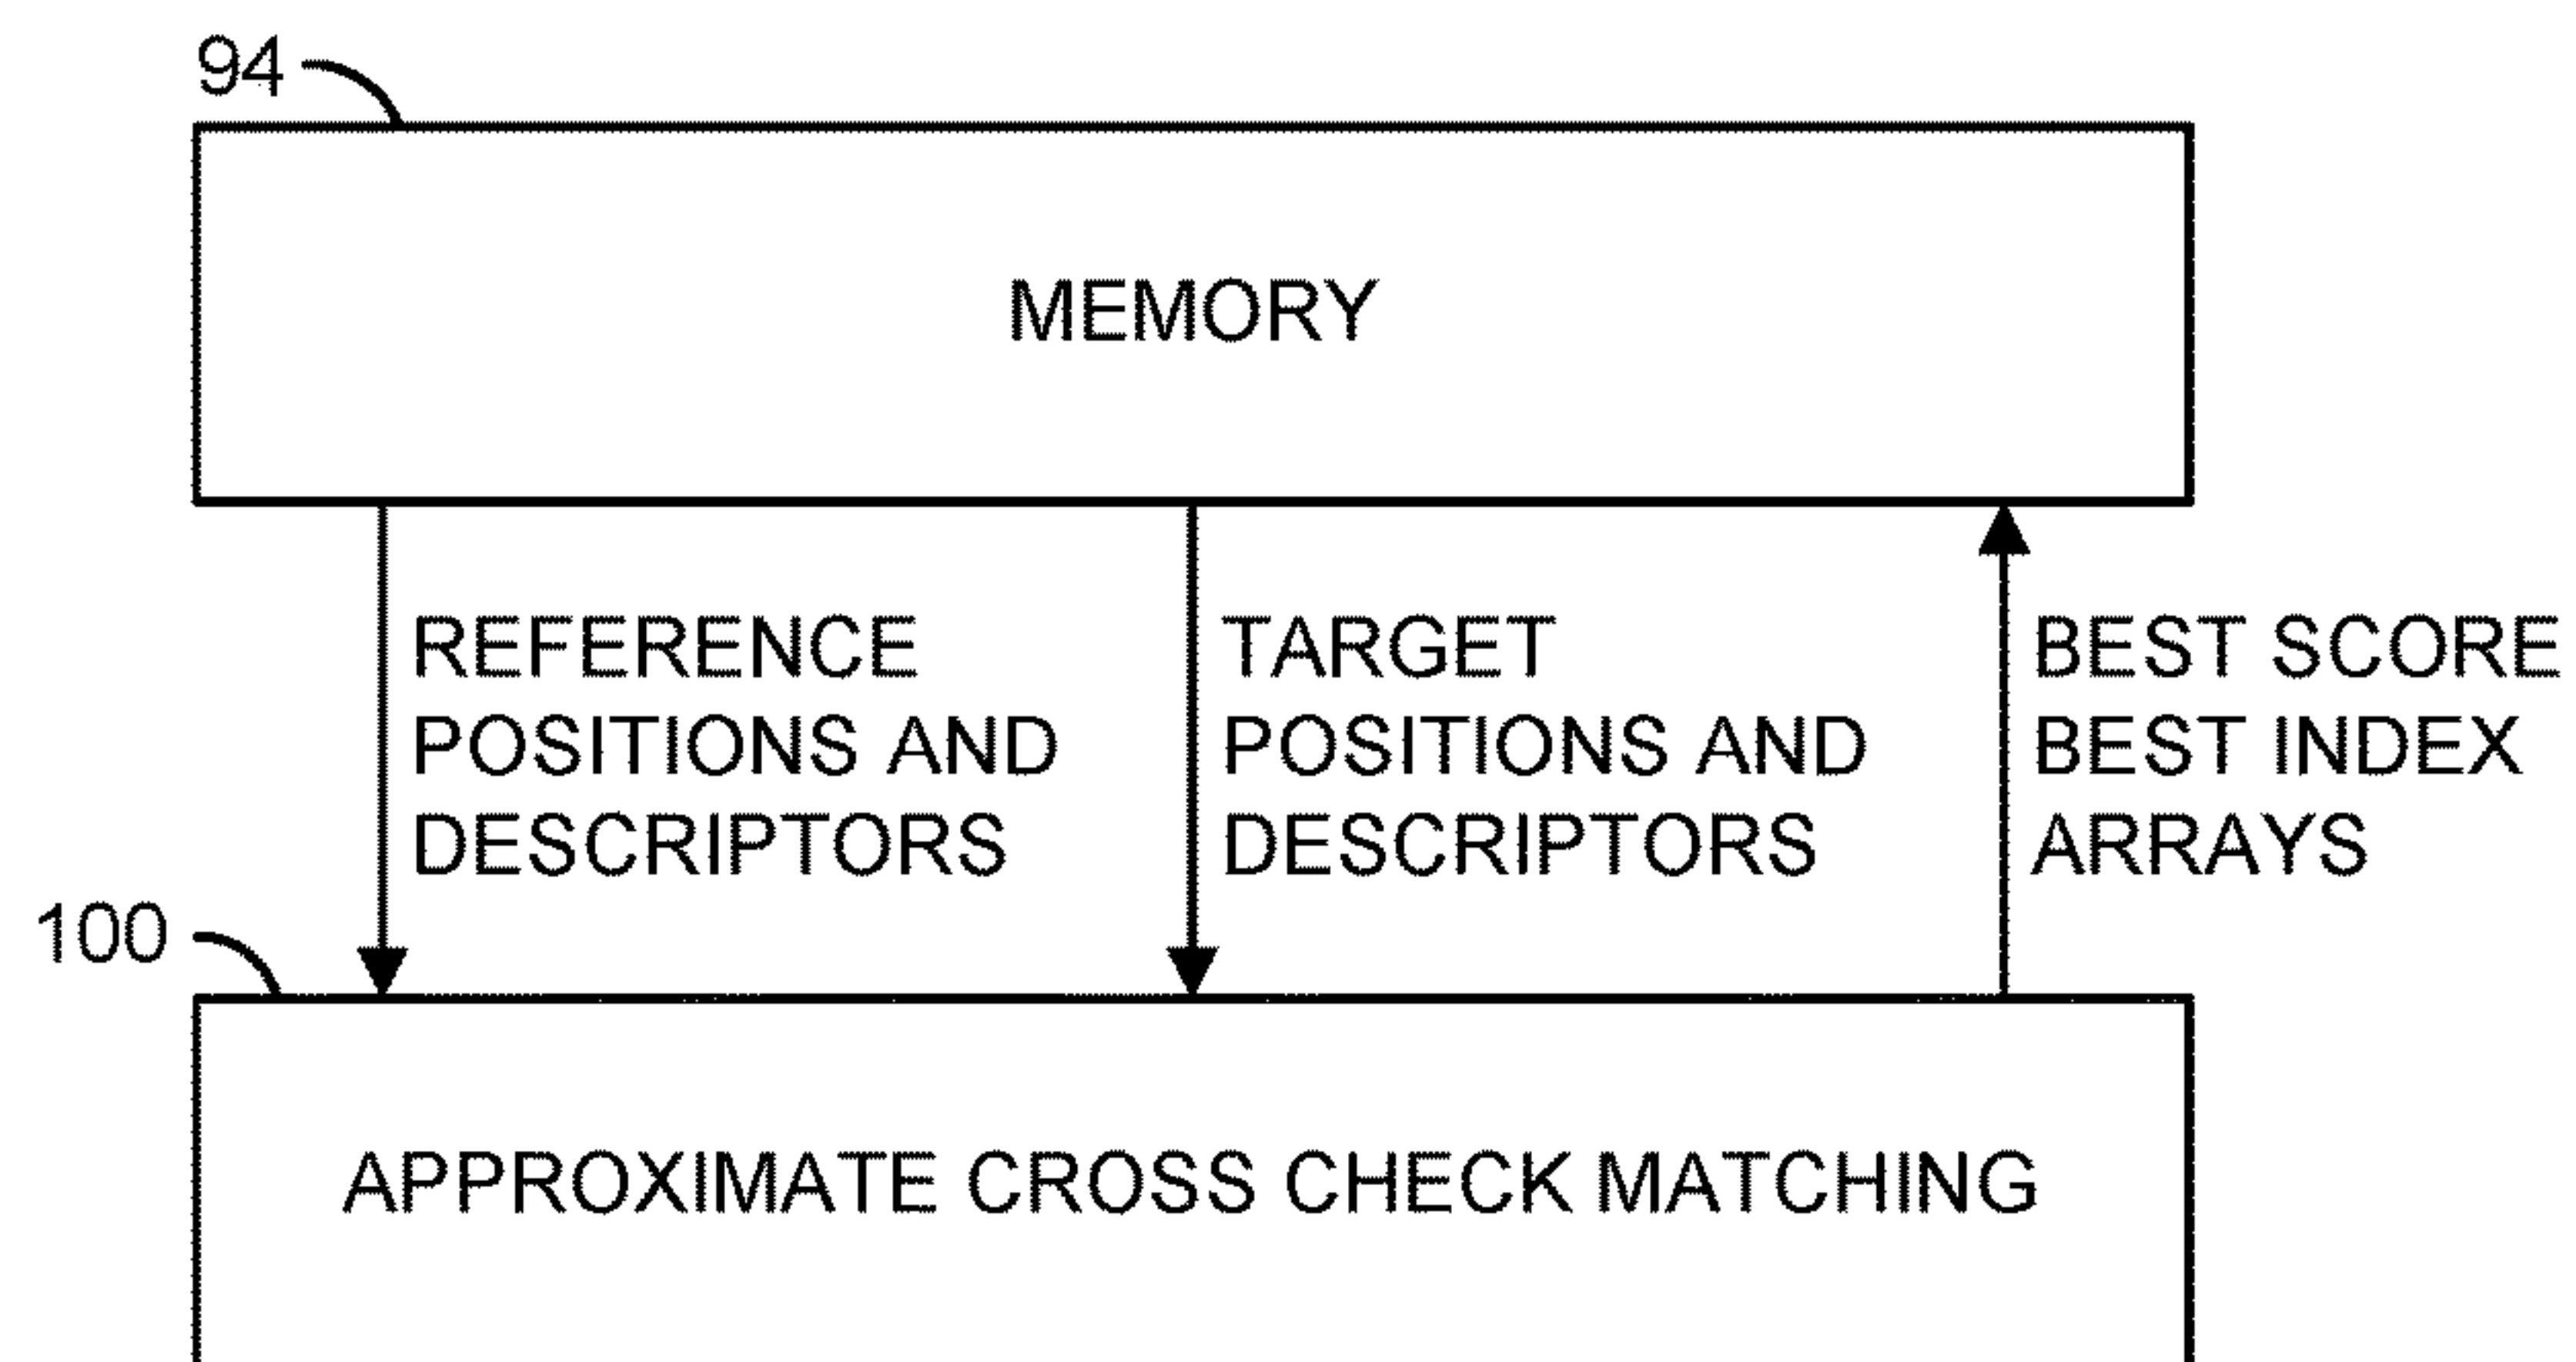 94
MEMORY
REFERENCE
POSITIONS AND
DESCRIPTORS
TARGET
POSITIONS AND
DESCRIPTORS
BEST SCORE
BEST INDEX
ARRAYS
100
APPROXIMATE CROSS CHECK MATCHING